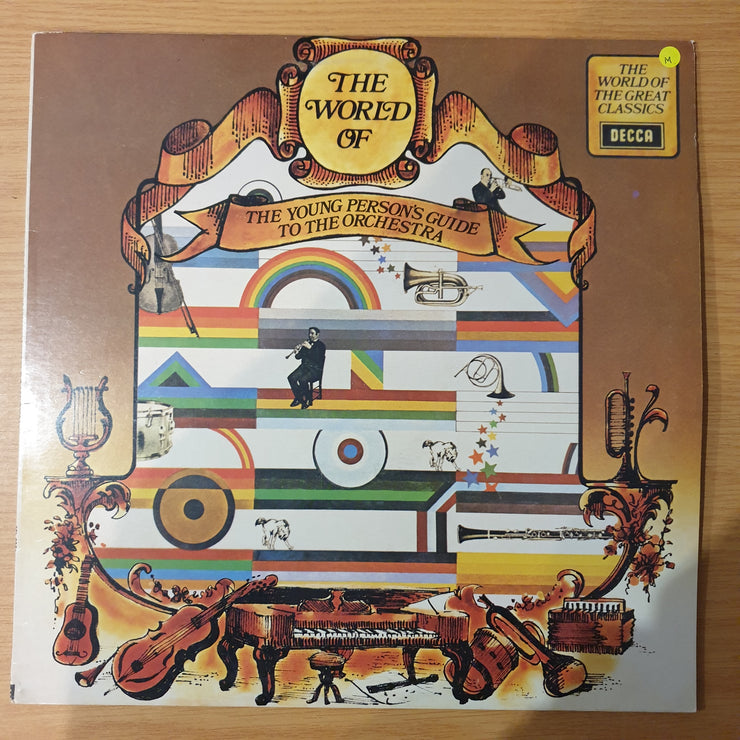 THE
WORLD
OF
THE YOUNG PERSON'S GUIDE
TO THE ORCHESTRA
M
THE
WORLD OF
THE GREAT
CLASSICS
DECCA